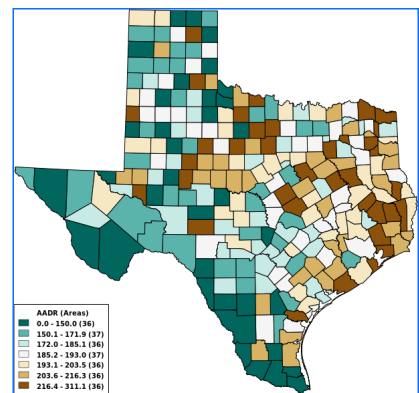 AADR (Areas)
0.0 - 150.0 (36)
150.1 - 171.9 (37)
172.0 - 185.1 (36)
185.2 - 193.0 (37)
193.1 - 203.5 (36)
203.6 - 216.3 (36)
216.4 - 311.1 (36)